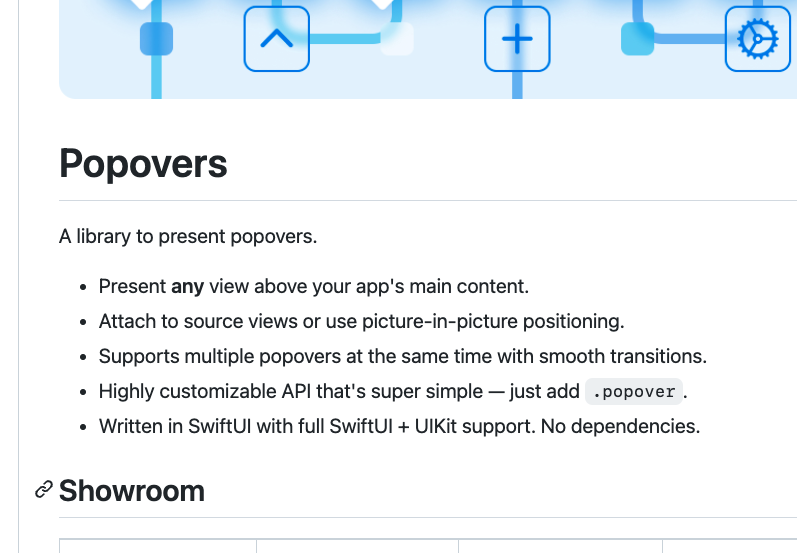 Popovers
A library to present popovers.
Present any view above your app's main content.
Attach to source views or use picture-in-picture positioning.
Supports multiple popovers at the same time with smooth transitions.
Highly customizable API that's super simple — just add .popover.
Written in SwiftUI with full SwiftUI + UIKit support. No dependencies.
Showroom